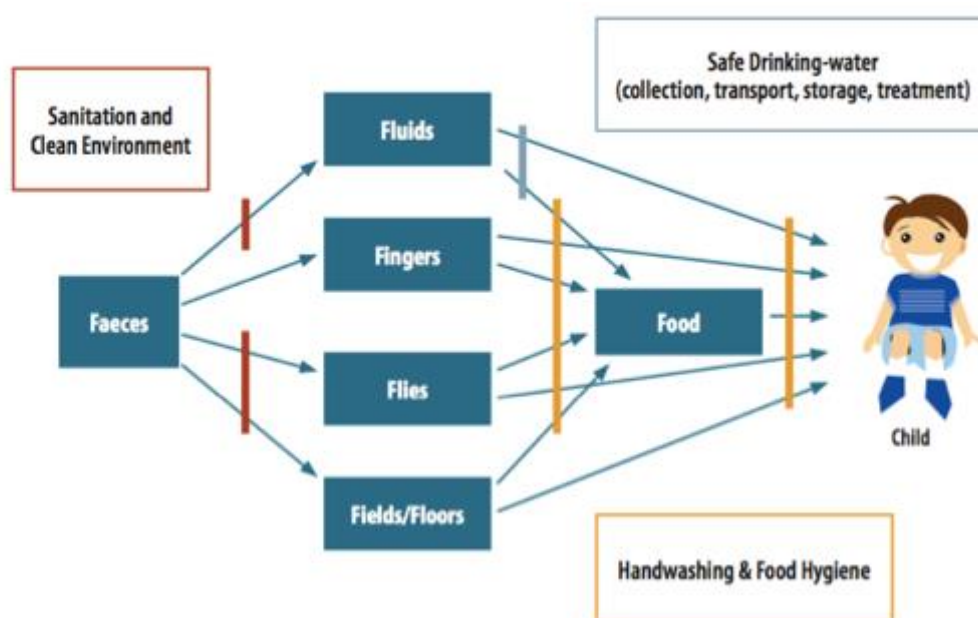 Safe Drinking-water
(collection, transport, storage, treatment)
Sanitation and
Clean Environment
Fluids
Fingers
Faeces
Food
Flies
Child
Fields/Floors
Handwashing & Food Hygiene